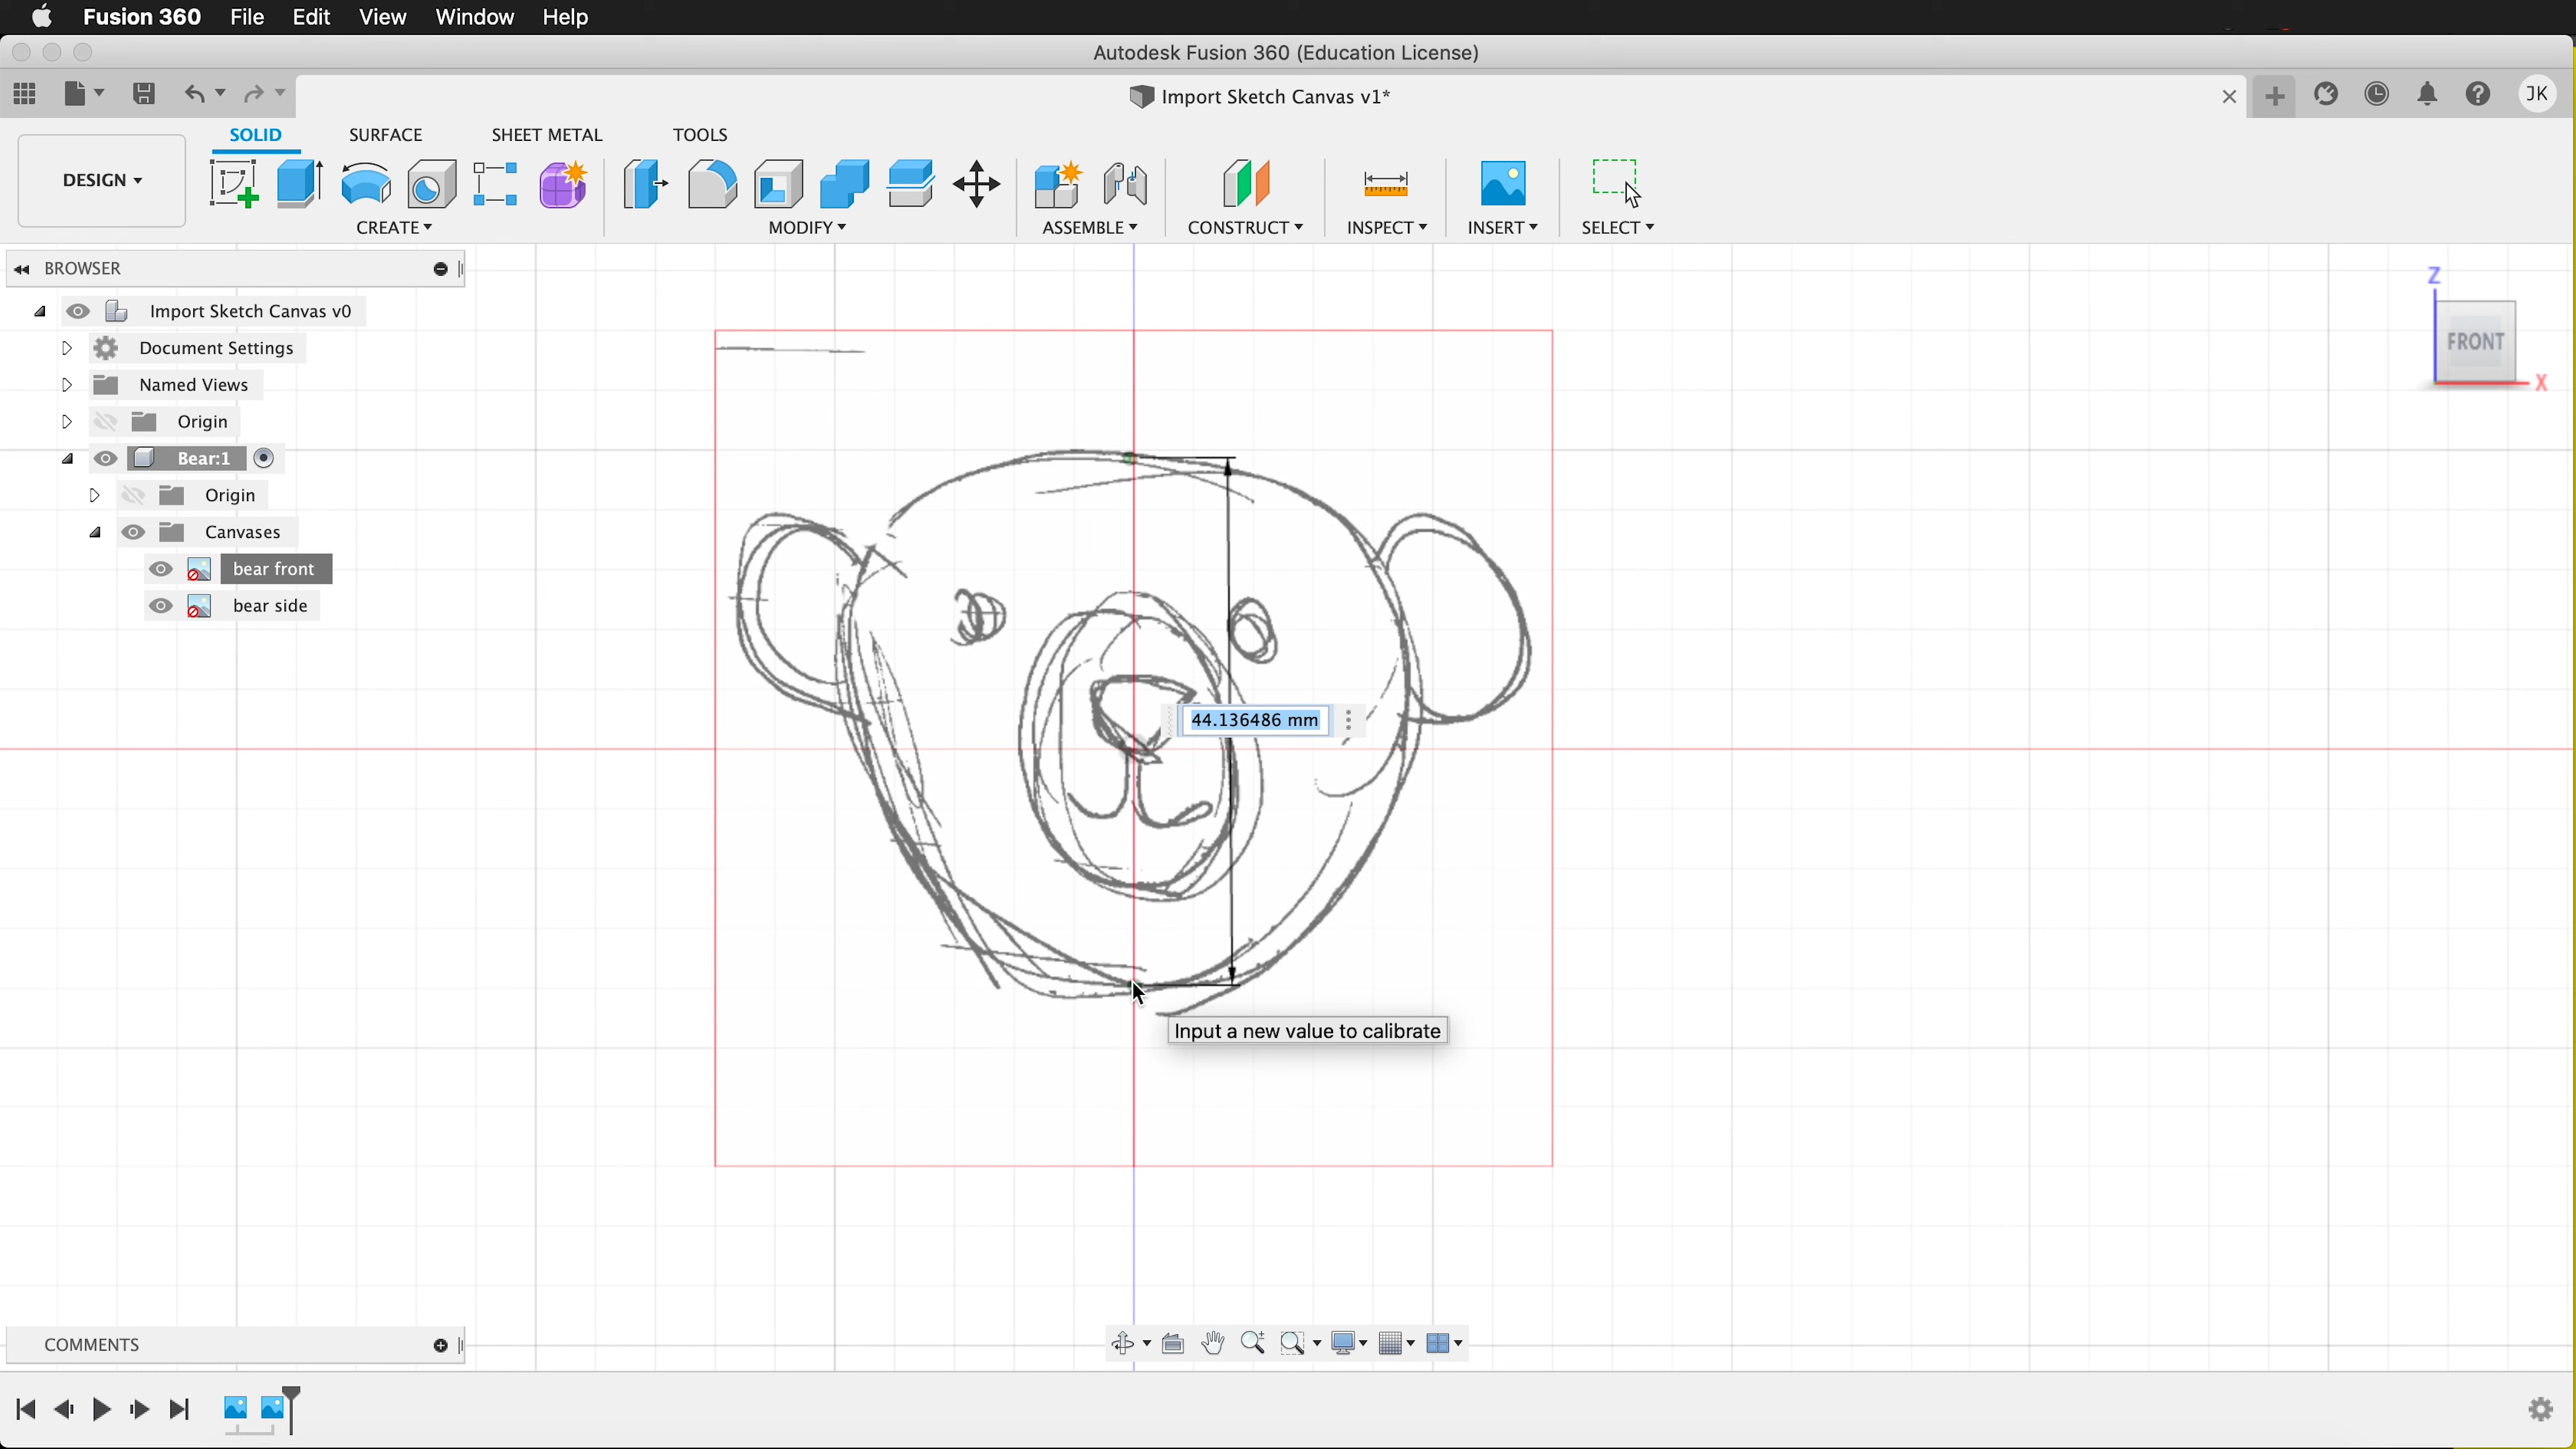 Fusion 360 File Edit View Window Help
Autodesk Fusion 360 (Education License)
Import Sketch Canvas v1*
JK
SOLID SURFACE SHEET METAL TOOLS
DESIGN
CREATE MODIFY ASSEMBLE CONSTRUCT INSPECT INSERT SELECT
BROWSER
Import Sketch Canvas v0
Document Settings
Named Views
Origin
Bear:1
Origin
Canvases
bear front
bear side
Z
FRONT
X
44.136486 mm
Input a new value to calibrate
COMMENTS